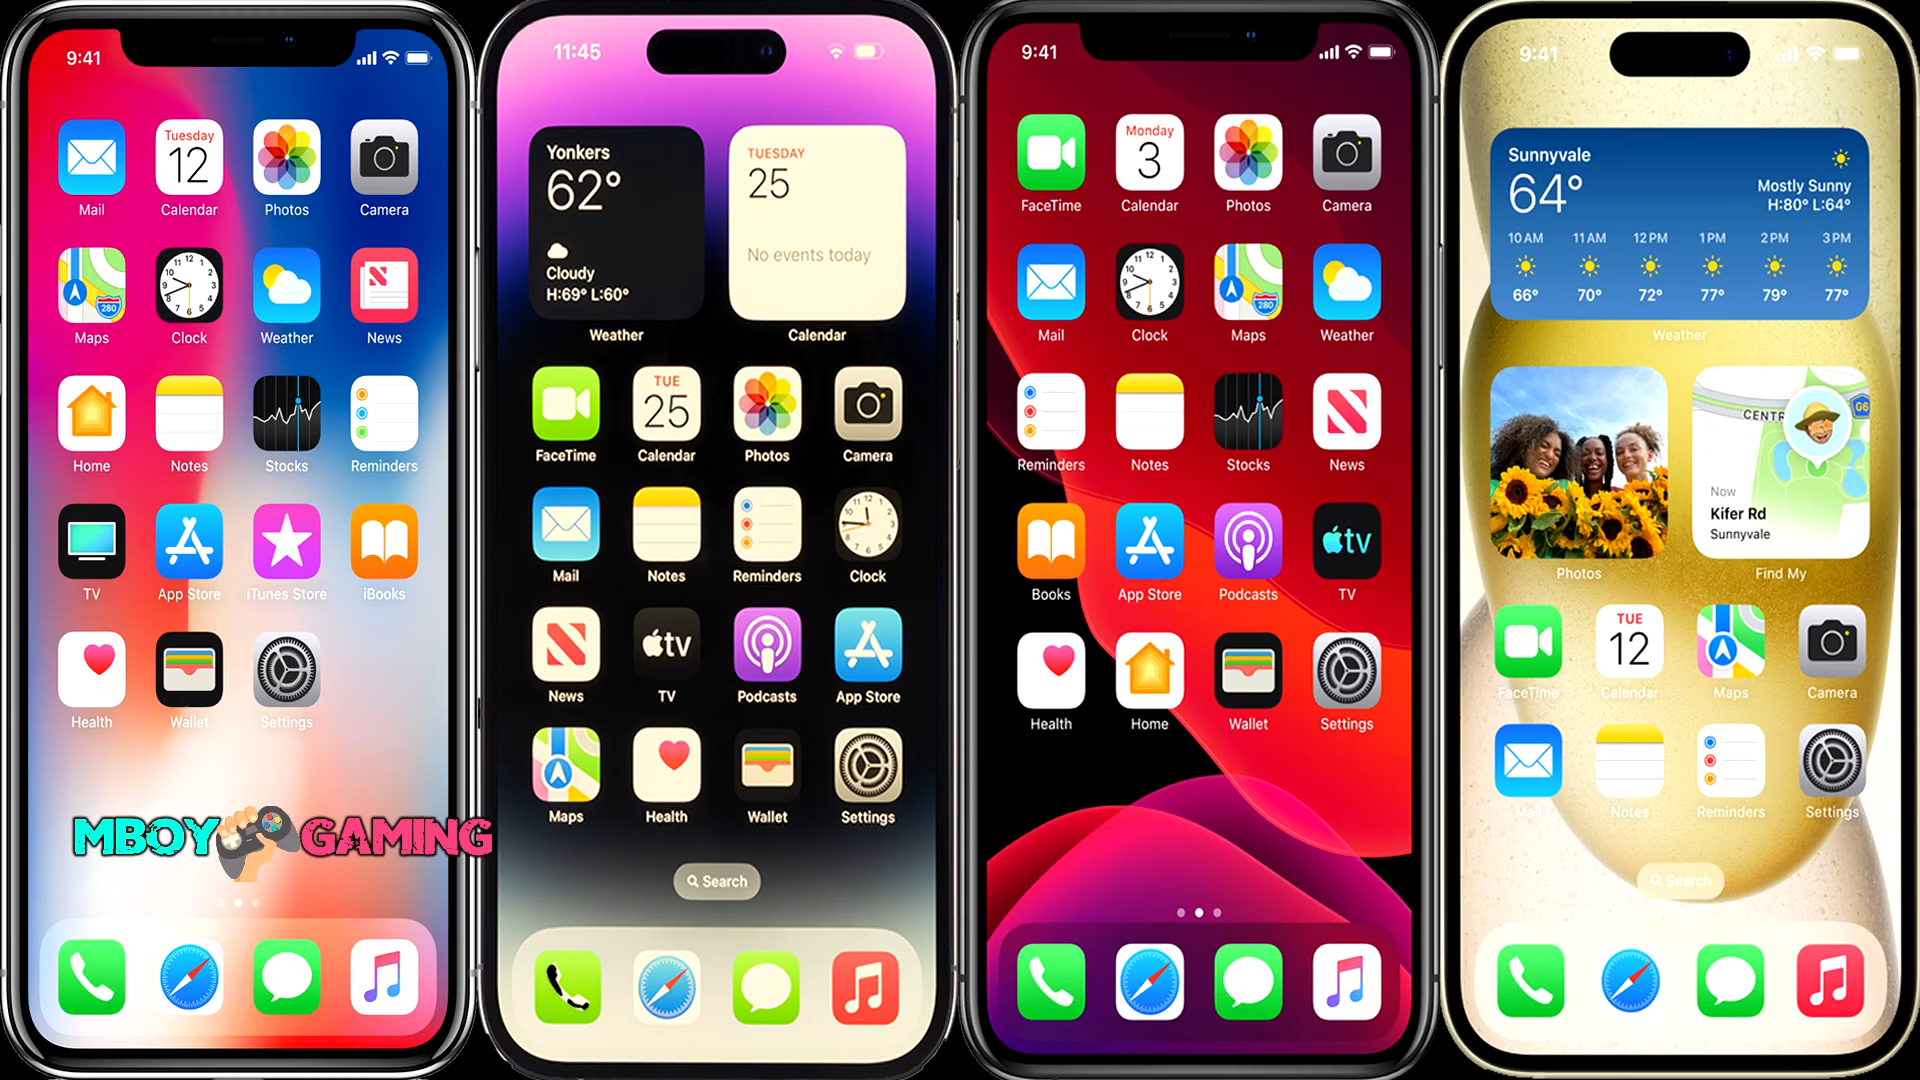 9:41
Tuesday
12
Mail Calendar Photos Camera
280
Maps Clock Weather News
Home Notes Stocks Reminders
TV App Store iTunes Store iBooks
Health Wallet Settings
MBOY GAMING
11:45
Yonkers
62°
Cloudy
H:69° L:60°
Weather
TUESDAY
25
No events today
Calendar
TUE
25
FaceTime Calendar Photos Camera
Mail Notes Reminders Clock
tv
News TV Podcasts App Store
Maps Health Wallet Settings
Search
9:41
Monday
3
FaceTime Calendar Photos Camera
280
Mail Clock Maps Weather
Reminders Notes Stocks News
tv
Books App Store Podcasts TV
Health Home Wallet Settings
9:41
Sunnyvale
64°
Mostly Sunny
H:80° L:64°
10 AM 11 AM 12 PM 1 PM 2 PM 3 PM
66° 70° 72° 77° 79° 77°
Weather
Photos
CENTR
G6
Now
Kifer Rd
Sunnyvale
Find My
TUE
12
FaceTime Calendar Maps Camera
Mail Notes Reminders Settings
Search